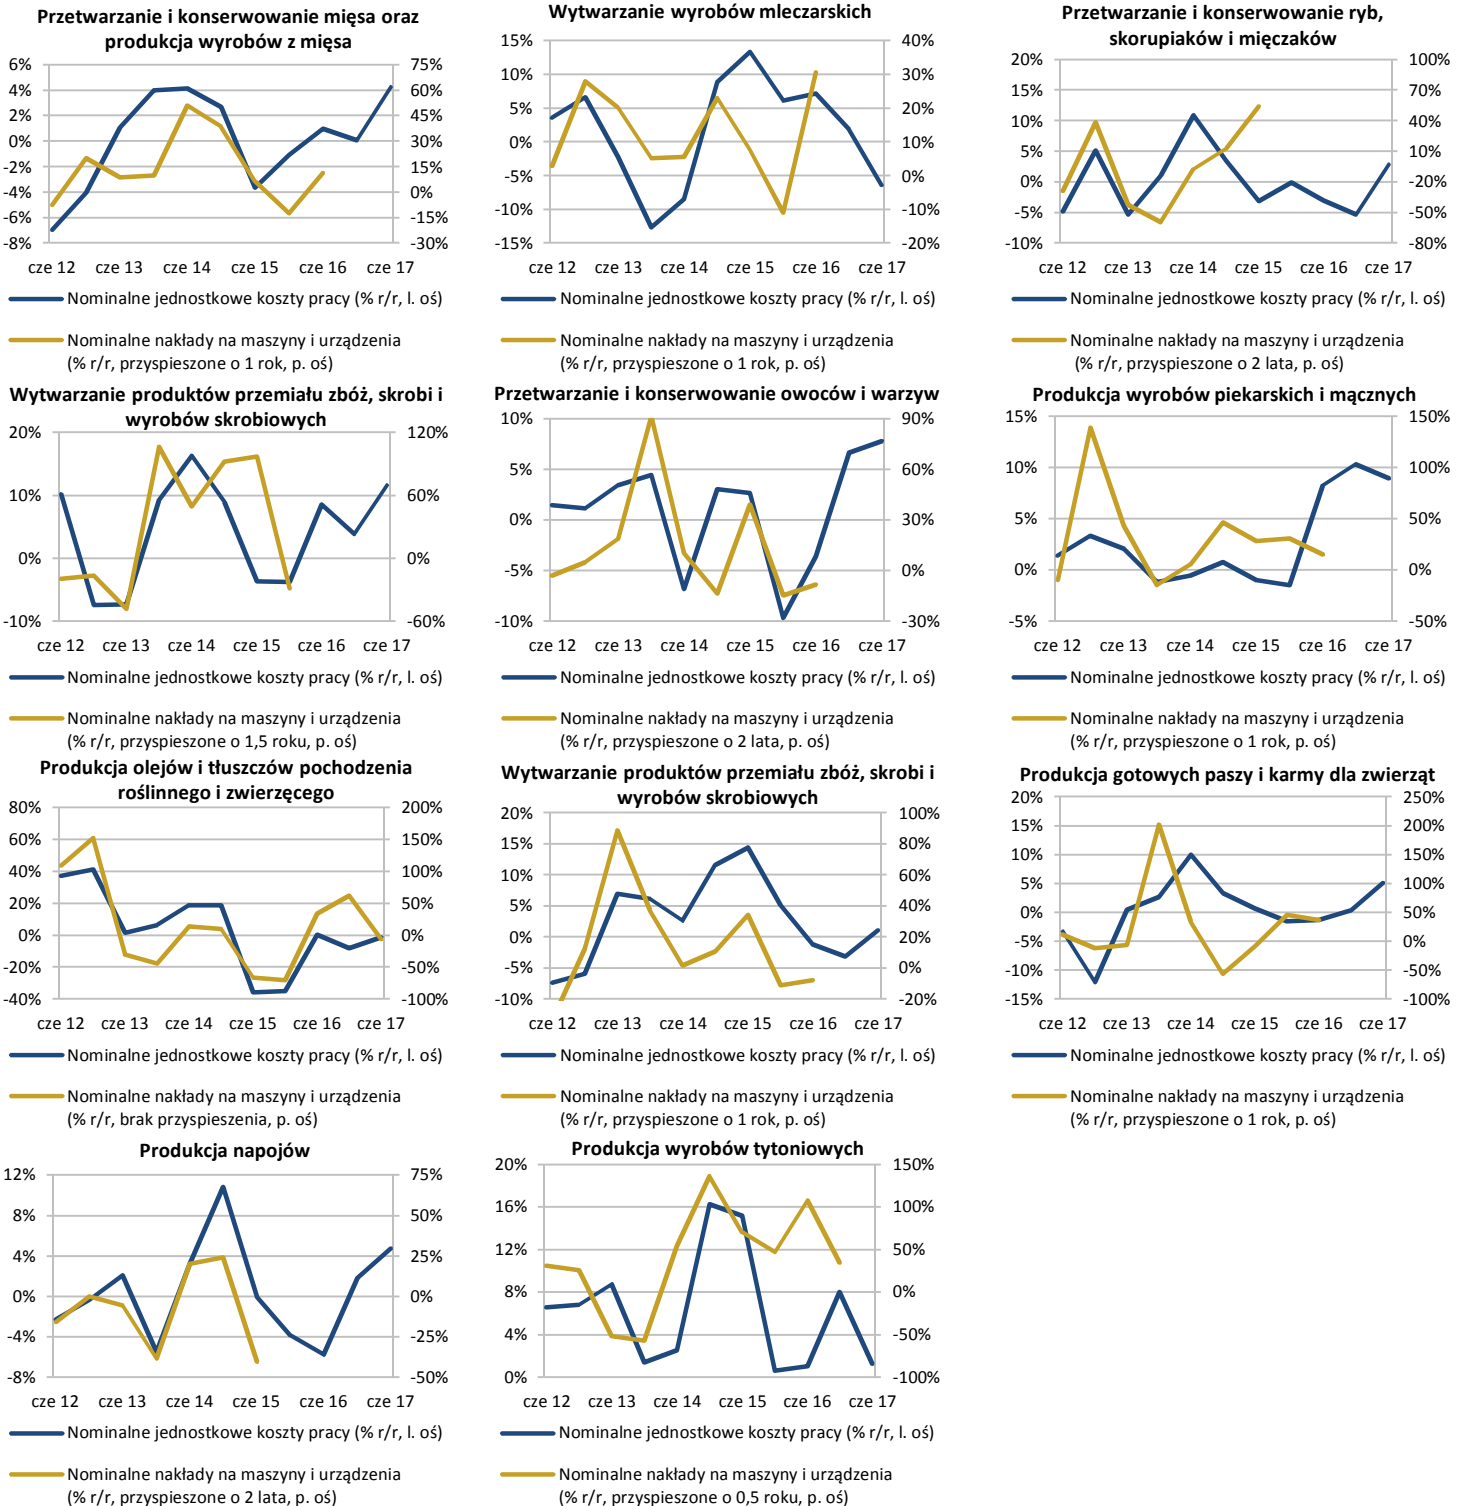 Przetwarzanie i konserwowanie mięsa oraz
produkcja wyrobów z mięsa
6%
4%
2%
0%
-2%
-4%
-6%
-8%
75%
60%
45%
30%
15%
0%
-15%
-30%
cze 12 cze 13 cze 14 cze 15 cze 16 cze 17
Nominalne jednostkowe koszty pracy (% r/r, l. oś)
Nominalne nakłady na maszyny i urządzenia
(% r/r, przyspieszone o 1 rok, p. oś)
Wytwarzanie wyrobów mleczarskich
15%
10%
5%
0%
-5%
-10%
-15%
40%
30%
20%
10%
0%
-10%
-20%
cze 12 cze 13 cze 14 cze 15 cze 16 cze 17
Nominalne jednostkowe koszty pracy (% r/r, l. oś)
Nominalne nakłady na maszyny i urządzenia
(% r/r, przyspieszone o 1 rok, p. oś)
Przetwarzanie i konserwowanie ryb,
skorupiaków i mięczaków
20%
15%
10%
5%
0%
-5%
-10%
100%
70%
40%
10%
-20%
-50%
-80%
cze 12 cze 13 cze 14 cze 15 cze 16 cze 17
Nominalne jednostkowe koszty pracy (% r/r, l. oś)
Nominalne nakłady na maszyny i urządzenia
(% r/r, przyspieszone o 2 lata, p. oś)
Wytwarzanie produktów przemiału zbóż, skrobi i
wyrobów skrobiowych
20%
10%
0%
-10%
120%
60%
0%
-60%
cze 12 cze 13 cze 14 cze 15 cze 16 cze 17
Nominalne jednostkowe koszty pracy (% r/r, l. oś)
Nominalne nakłady na maszyny i urządzenia
(% r/r, przyspieszone o 1,5 roku, p. oś)
Przetwarzanie i konserwowanie owoców i warzyw
10%
5%
0%
-5%
-10%
90%
60%
30%
0%
-30%
cze 12 cze 13 cze 14 cze 15 cze 16 cze 17
Nominalne jednostkowe koszty pracy (% r/r, l. oś)
Nominalne nakłady na maszyny i urządzenia
(% r/r, przyspieszone o 2 lata, p. oś)
Produkcja wyrobów piekarskich i mącznych
15%
10%
5%
0%
-5%
150%
100%
50%
0%
-50%
cze 12 cze 13 cze 14 cze 15 cze 16 cze 17
Nominalne jednostkowe koszty pracy (% r/r, l. oś)
Nominalne nakłady na maszyny i urządzenia
(% r/r, przyspieszone o 1 rok, p. oś)
Produkcja olejów i tłuszczów pochodzenia
roślinnego i zwierzęcego
80%
60%
40%
20%
0%
-20%
-40%
200%
150%
100%
50%
0%
-50%
-100%
cze 12 cze 13 cze 14 cze 15 cze 16 cze 17
Nominalne jednostkowe koszty pracy (% r/r, l. oś)
Nominalne nakłady na maszyny i urządzenia
(% r/r, brak przyspieszenia, p. oś)
Wytwarzanie produktów przemiału zbóż, skrobi i
wyrobów skrobiowych
20%
15%
10%
5%
0%
-5%
-10%
100%
80%
60%
40%
20%
0%
-20%
cze 12 cze 13 cze 14 cze 15 cze 16 cze 17
Nominalne jednostkowe koszty pracy (% r/r, l. oś)
Nominalne nakłady na maszyny i urządzenia
(% r/r, przyspieszone o 1 rok, p. oś)
Produkcja gotowych paszy i karmy dla zwierząt
20%
15%
10%
5%
0%
-5%
-10%
-15%
250%
200%
150%
100%
50%
0%
-50%
-100%
cze 12 cze 13 cze 14 cze 15 cze 16 cze 17
Nominalne jednostkowe koszty pracy (% r/r, l. oś)
Nominalne nakłady na maszyny i urządzenia
(% r/r, przyspieszone o 1 rok, p. oś)
Produkcja napojów
12%
8%
4%
0%
-4%
-8%
75%
50%
25%
0%
-25%
-50%
cze 12 cze 13 cze 14 cze 15 cze 16 cze 17
Nominalne jednostkowe koszty pracy (% r/r, l. oś)
Nominalne nakłady na maszyny i urządzenia
(% r/r, przyspieszone o 2 lata, p. oś)
Produkcja wyrobów tytoniowych
20%
16%
12%
8%
4%
0%
150%
100%
50%
0%
-50%
-100%
cze 12 cze 13 cze 14 cze 15 cze 16 cze 17
Nominalne jednostkowe koszty pracy (% r/r, l. oś)
Nominalne nakłady na maszyny i urządzenia
(% r/r, przyspieszone o 0,5 roku, p. oś)